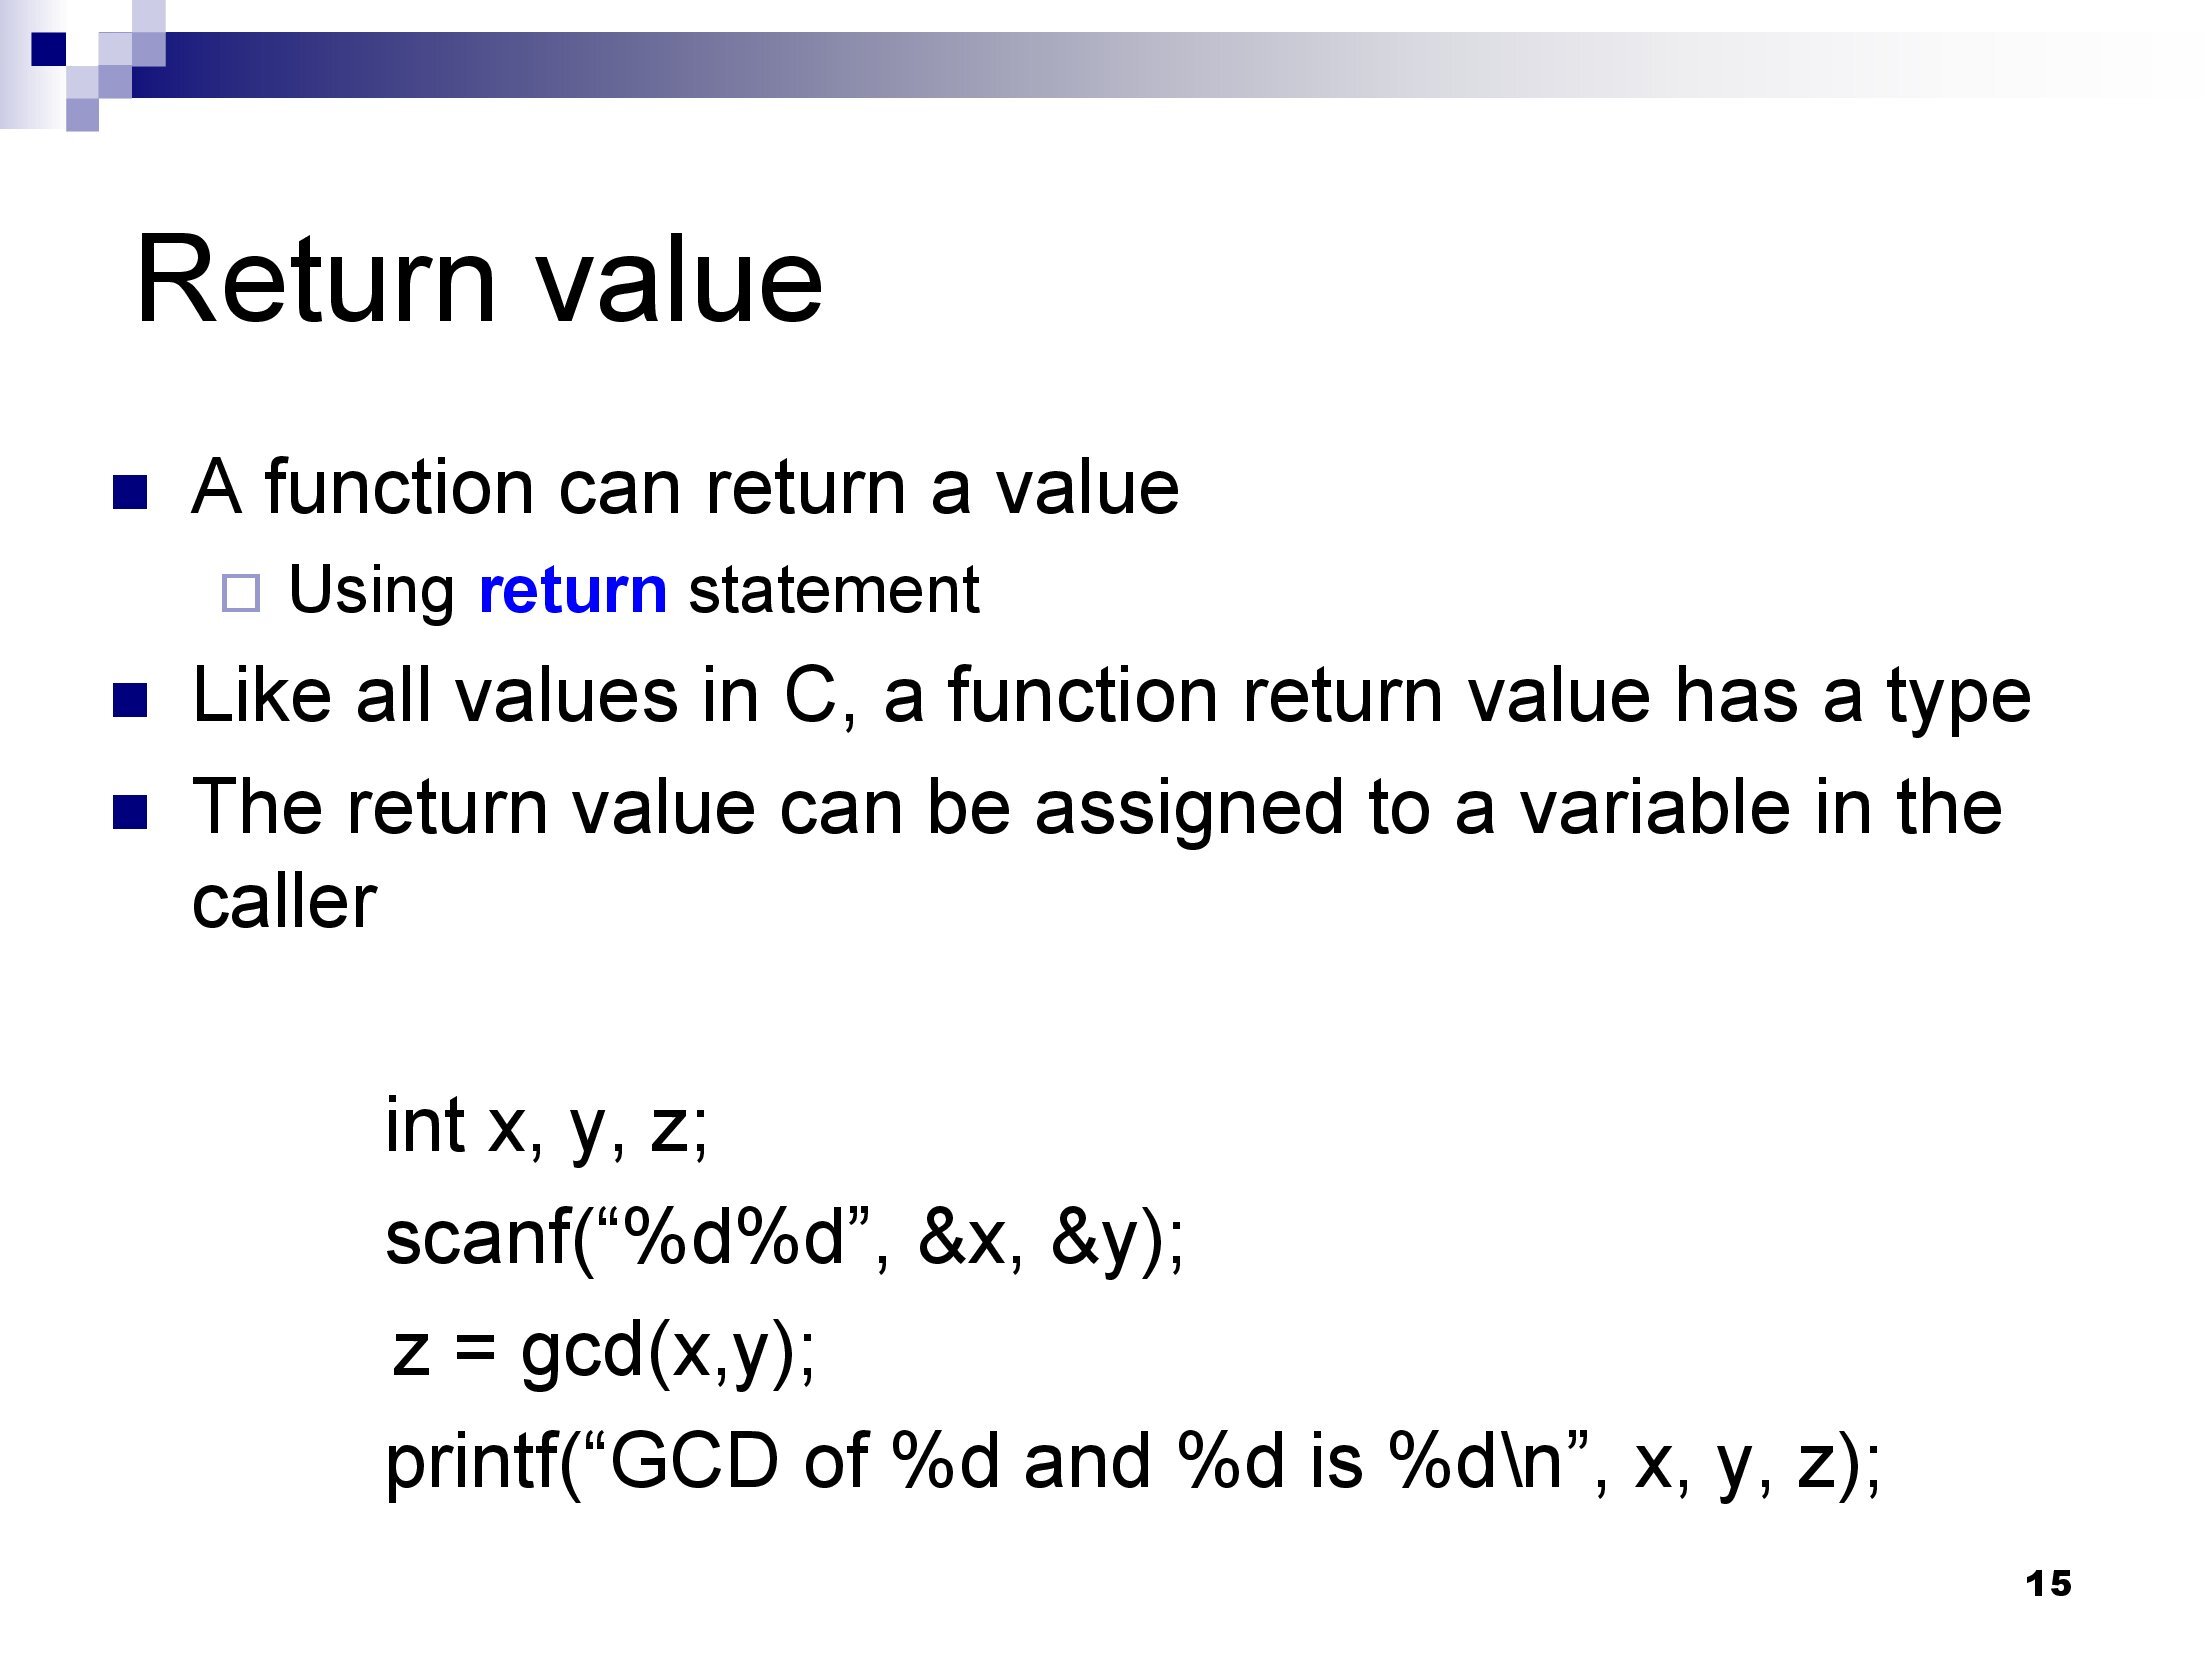 Return value
A function can return a value
Using return statement
Like all values in C, a function return value has a type
The return value can be assigned to a variable in the
caller
int x, y, z;
scanf(“%d%d”, &x, &y);
z = gcd(x,y);
printf(“GCD of %d and %d is %d\n”, x, y, z);
15